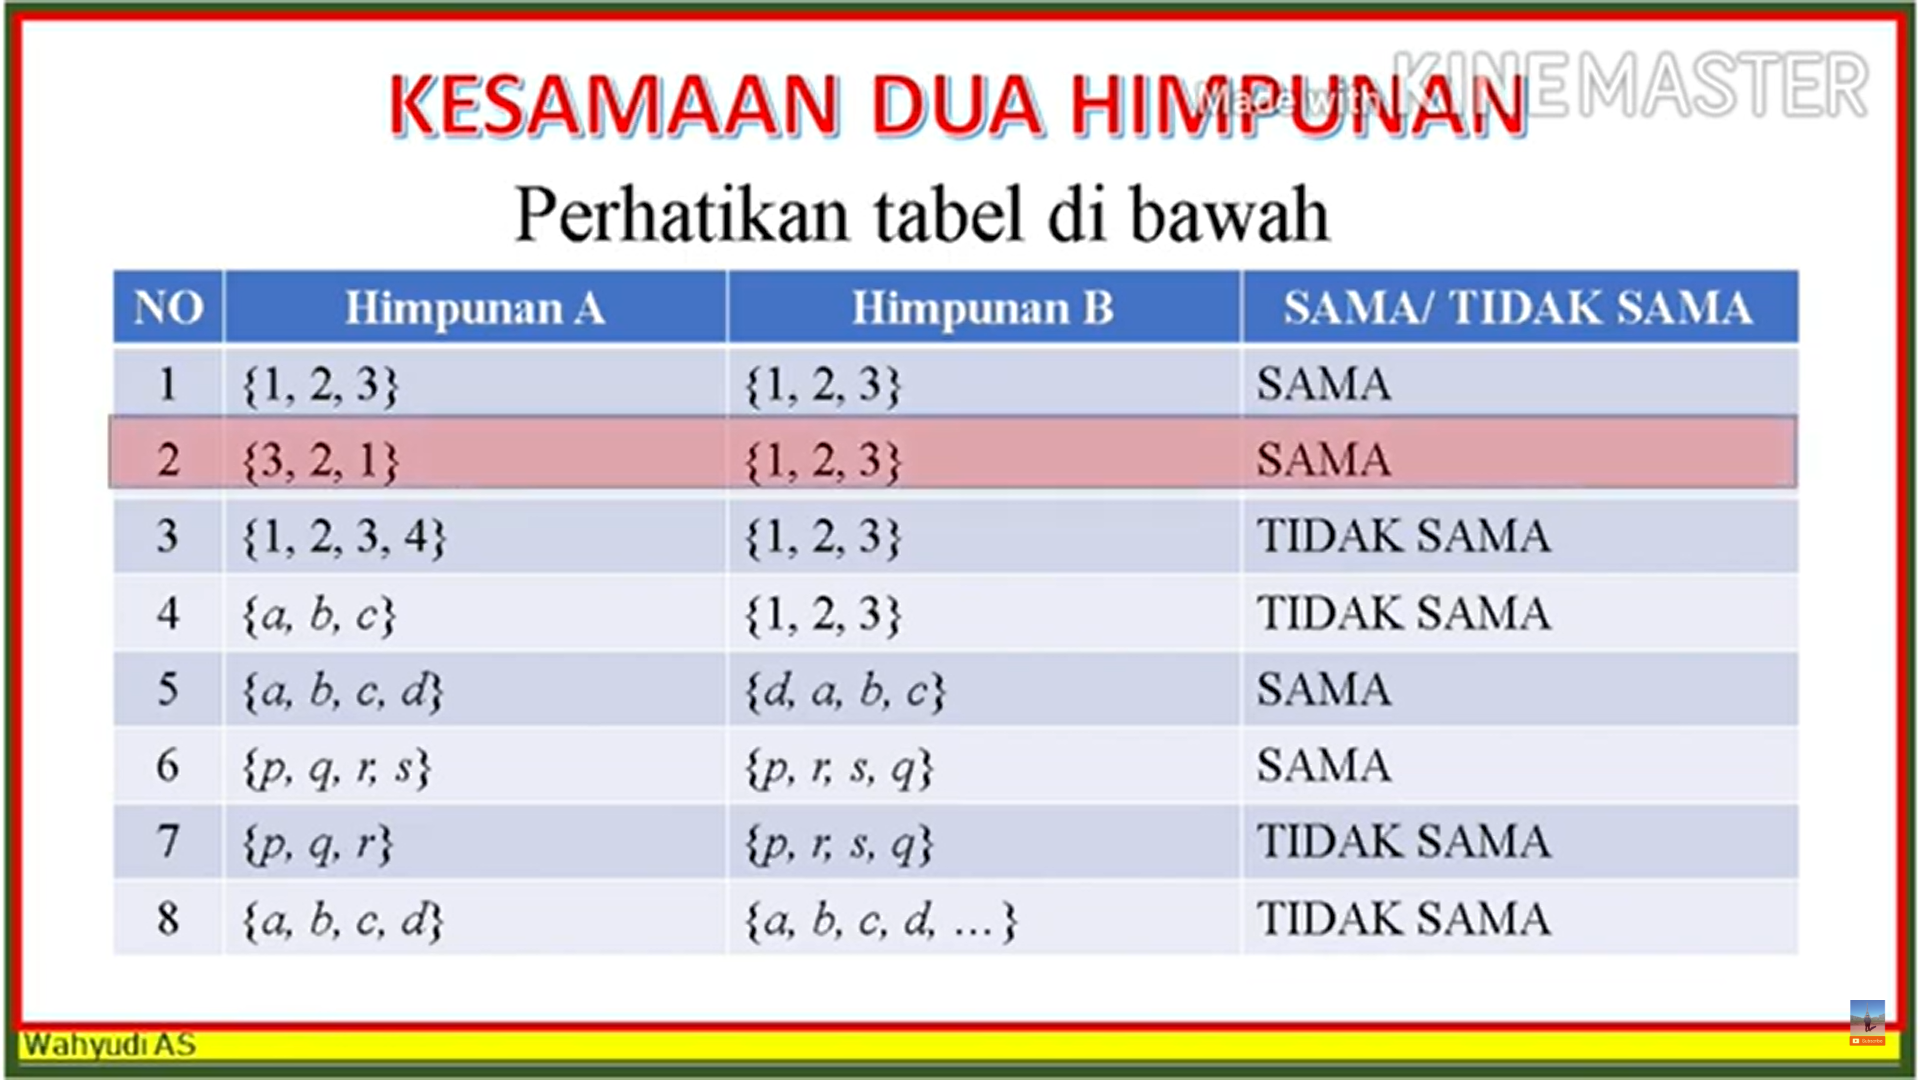 KESAMAAN DUA HIMPUNAN
Made with KINEMASTER
Perhatikan tabel di bawah
NO Himpunan A Himpunan B SAMA/ TIDAK SAMA
1 {1, 2, 3} {1, 2, 3} SAMA
2 {3, 2, 1} {1, 2, 3} SAMA
3 {1, 2, 3, 4} {1, 2, 3} TIDAK SAMA
4 {a, b, c} {1, 2, 3} TIDAK SAMA
5 {a, b, c, d} {d, a, b, c} SAMA
6 {p, q, r, s} {p, r, s, q} SAMA
7 {p, q, r} {p, r, s, q} TIDAK SAMA
8 {a, b, c, d} {a, b, c, d, ...} TIDAK SAMA
Wahyudi AS
Subscribe